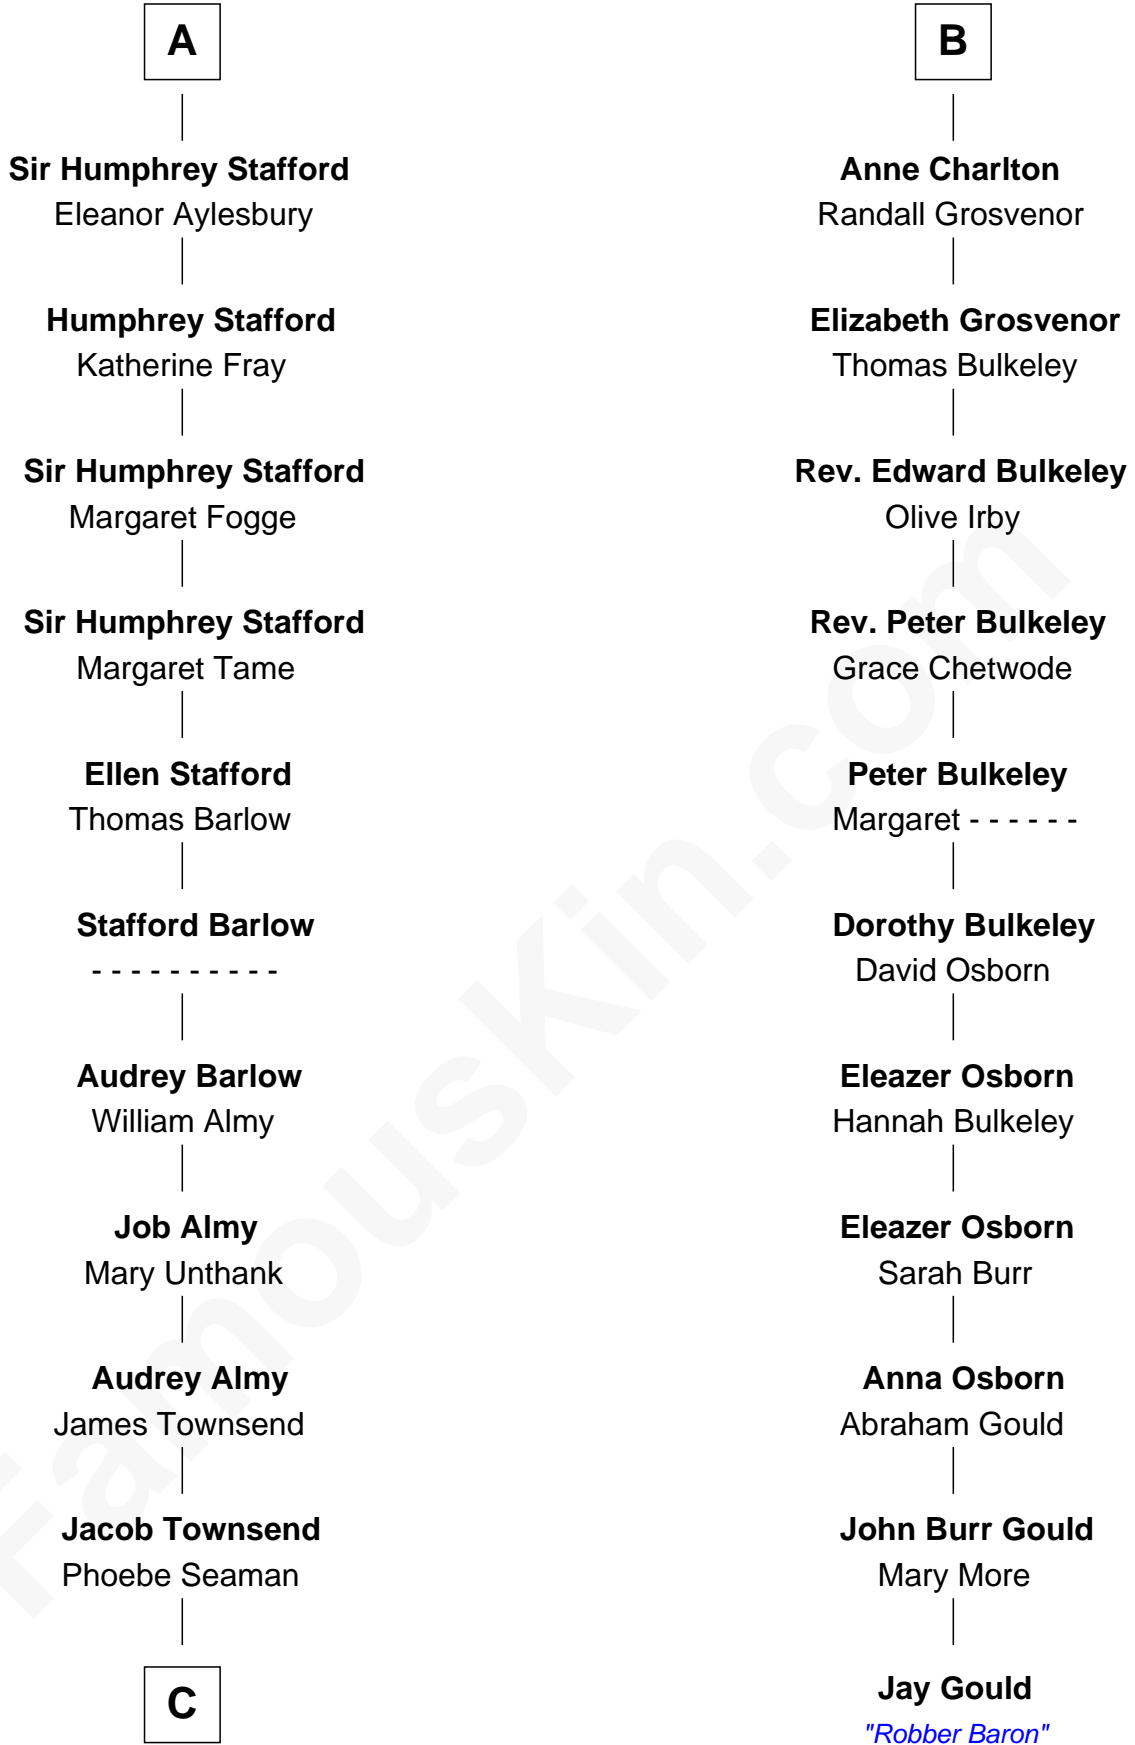 A
Sir Humphrey Stafford
Eleanor Aylesbury
Humphrey Stafford
Katherine Fray
Sir Humphrey Stafford
Margaret Fogge
Sir Humphrey Stafford
Margaret Tame
Ellen Stafford
Thomas Barlow
Stafford Barlow
- - - - - - - - - -
Audrey Barlow
William Almy
Job Almy
Mary Unthank
Audrey Almy
James Townsend
Jacob Townsend
Phoebe Seaman
C
B
Anne Charlton
Randall Grosvenor
Elizabeth Grosvenor
Thomas Bulkeley
Rev. Edward Bulkeley
Olive Irby
Rev. Peter Bulkeley
Grace Chetwode
Peter Bulkeley
Margaret - - - - - -
Dorothy Bulkeley
David Osborn
Eleazer Osborn
Hannah Bulkeley
Eleazer Osborn
Sarah Burr
Anna Osborn
Abraham Gould
John Burr Gould
Mary More
Jay Gould
"Robber Baron"
FamousKin.com